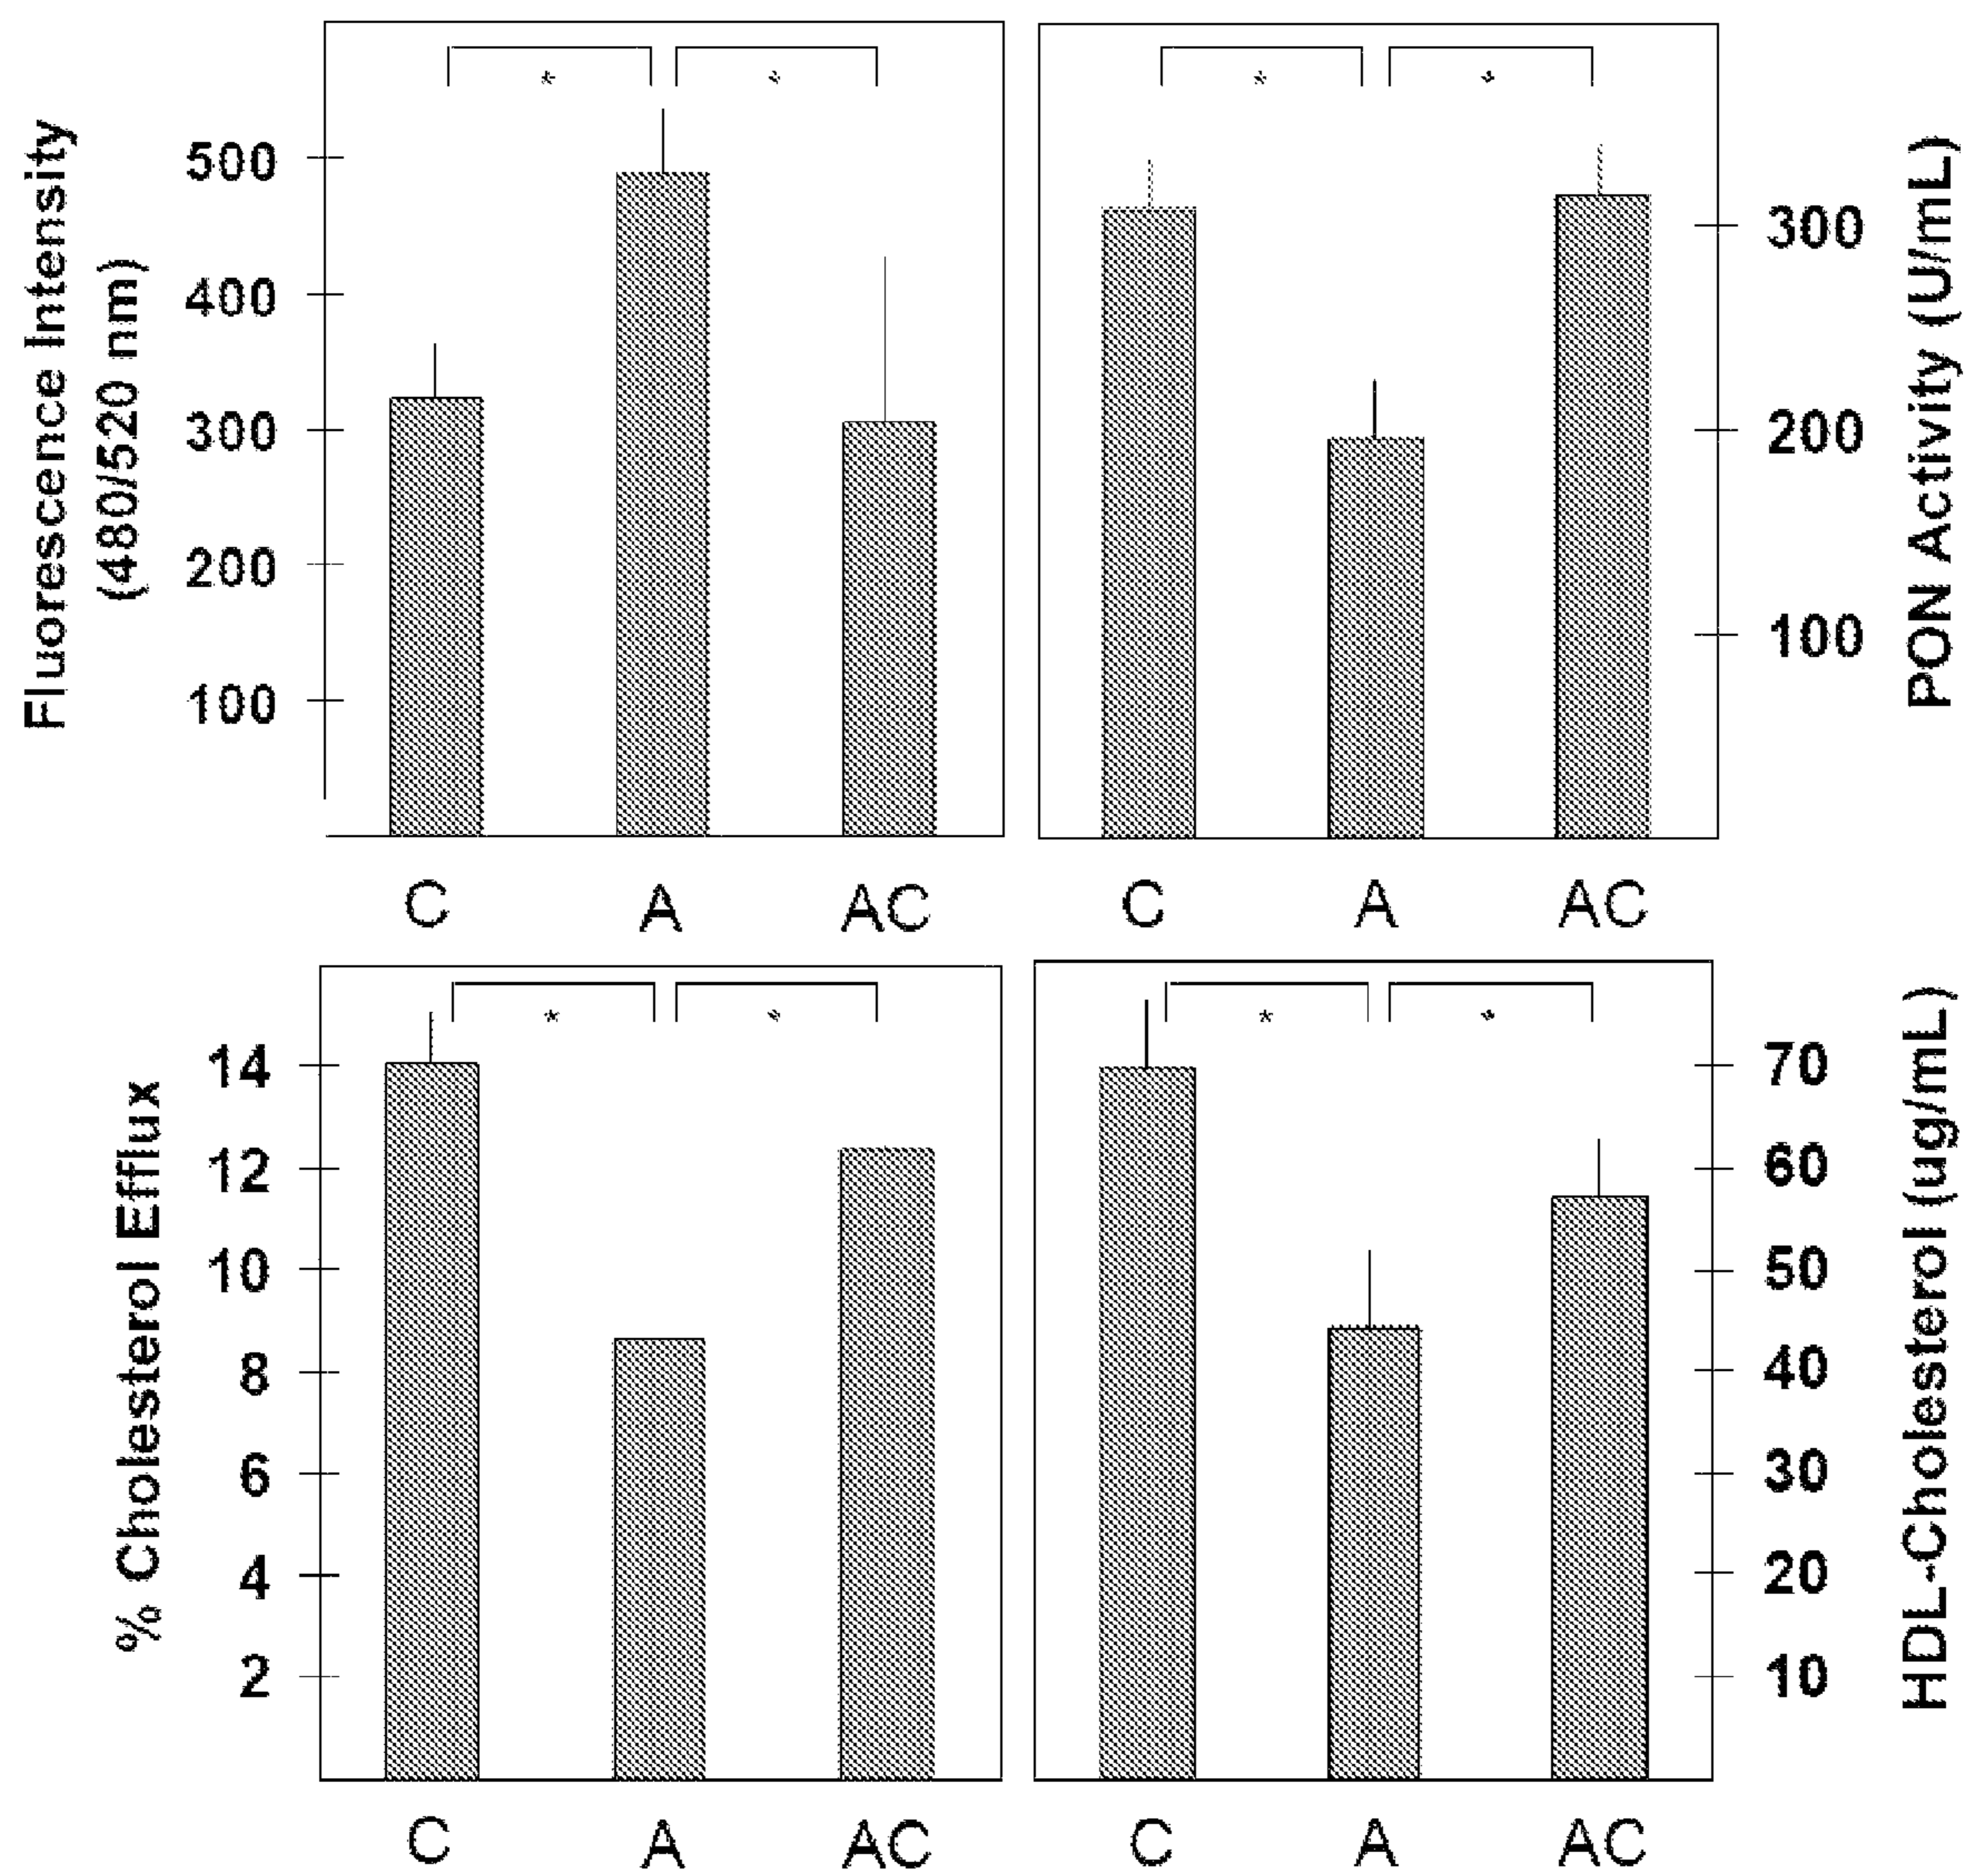 Fluorescence Intensity
(480/520 nm)
500
400
300
200
100
* *
C A AC
* *
300
200
100
PON Activity (U/mL)
C A AC
% Cholesterol Efflux
14
12
10
8
6
4
2
* *
C A AC
* *
70
60
50
40
30
20
10
HDL-Cholesterol (ug/mL)
C A AC